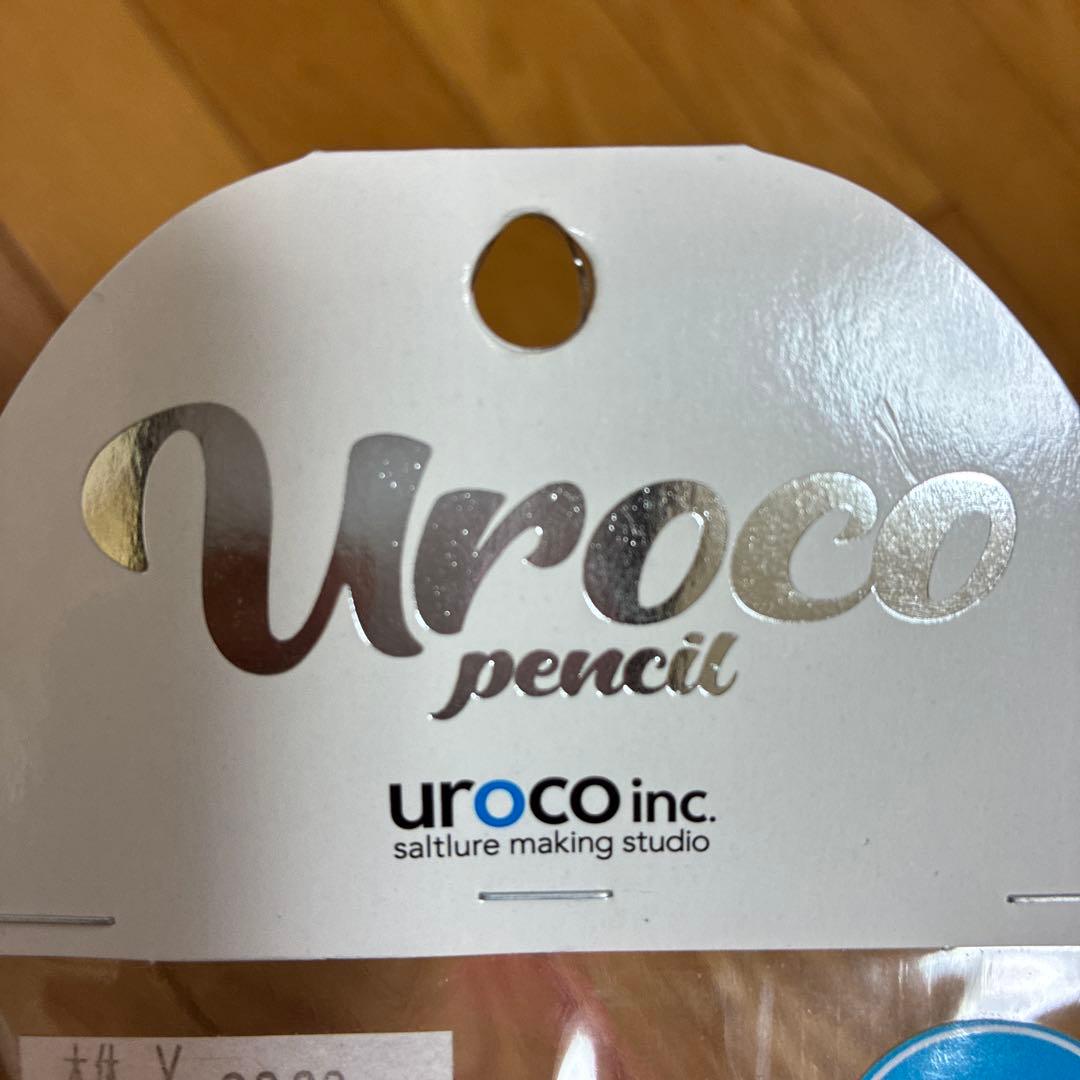 Uroco
pencil
uroco inc.
saltlure making studio
¥